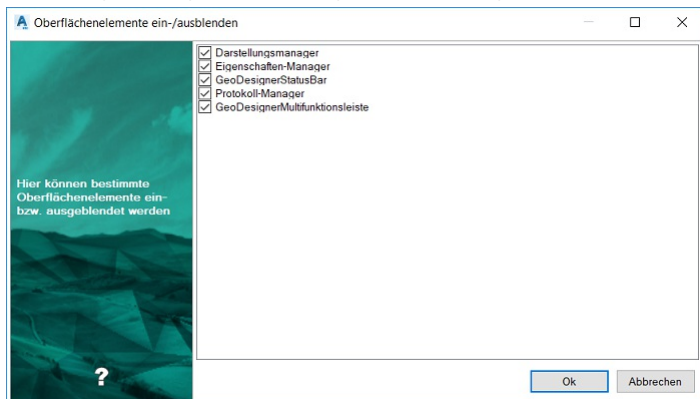 Oberflächenelemente ein-/ausblenden
Darstellungsmanager
Eigenschaften-Manager
GeoDesignerStatusBar
Protokoll-Manager
GeoDesignerMultifunktionsleiste
Hier können bestimmte
Oberflächenelemente ein-
bzw. ausgeblendet werden
?
Ok
Abbrechen